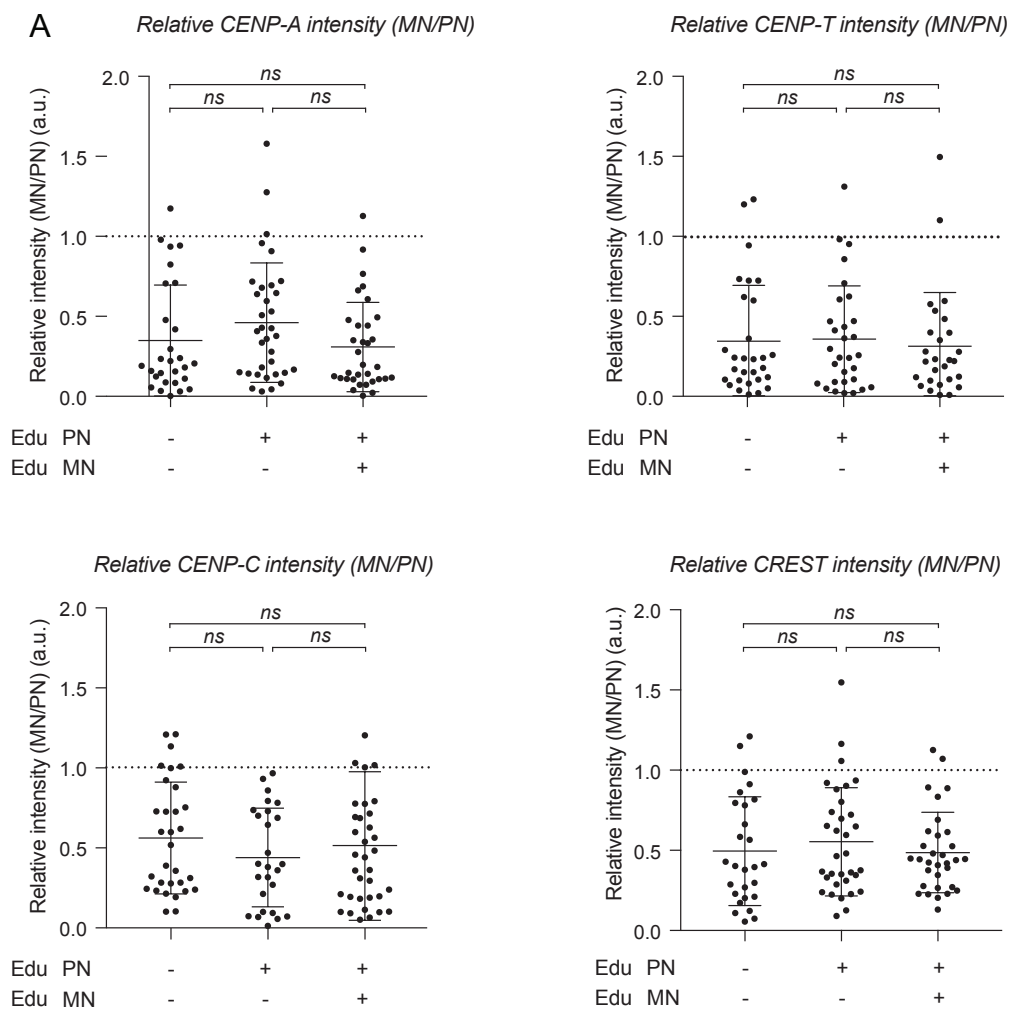 A
Relative CENP-A intensity (MN/PN)
Relative intensity (MN/PN) (a.u.)
2.0
1.5
1.0
0.5
0.0
ns
ns
ns
Edu PN - + +
Edu MN - - +
Relative CENP-T intensity (MN/PN)
Relative intensity (MN/PN) (a.u.)
2.0
1.5
1.0
0.5
0.0
ns
ns
ns
Edu PN - + +
Edu MN - - +
Relative CENP-C intensity (MN/PN)
Relative intensity (MN/PN) (a.u.)
2.0
1.5
1.0
0.5
0.0
ns
ns
ns
Edu PN - + +
Edu MN - - +
Relative CREST intensity (MN/PN)
Relative intensity (MN/PN) (a.u.)
2.0
1.5
1.0
0.5
0.0
ns
ns
ns
Edu PN - + +
Edu MN - - +